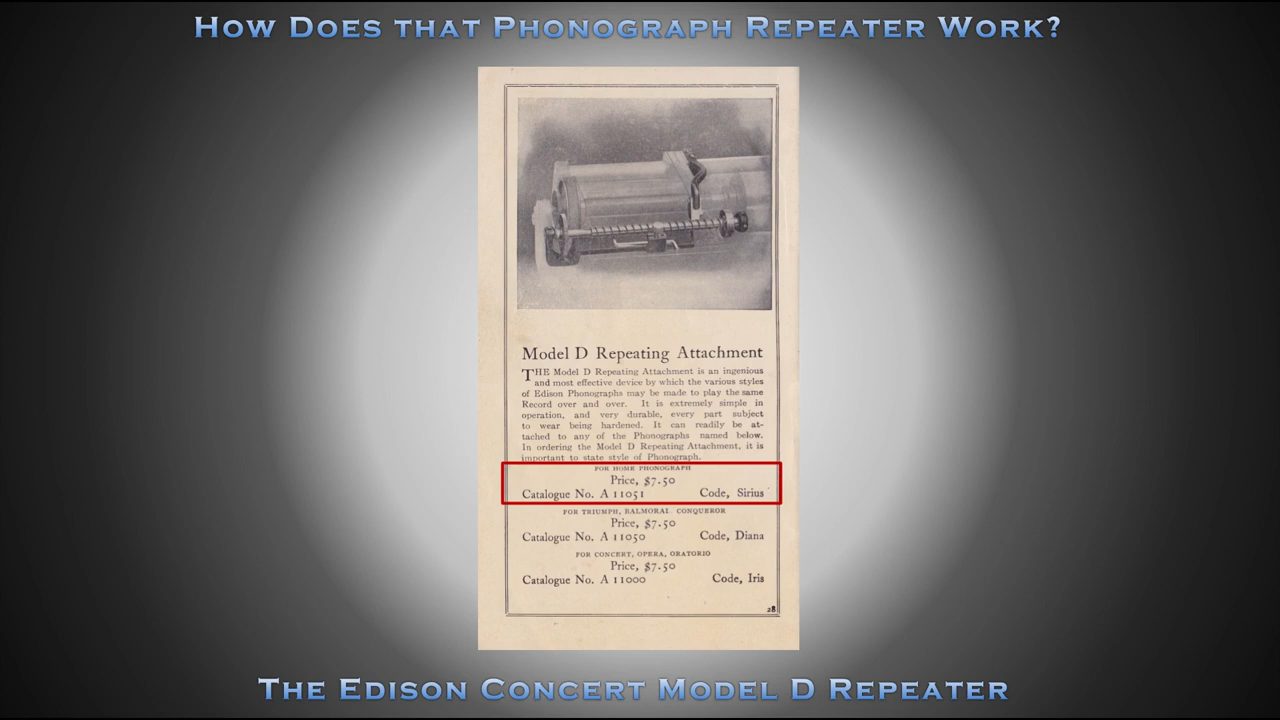 How Does that Phonograph Repeater Work?
Model D Repeating Attachment
THE Model D Repeating Attachment is an ingenious
and most effective device by which the various styles
of Edison Phonographs may be made to play the same
Record over and over. It is extremely simple in
operation, and very durable, every part subject
to wear being hardened. It can readily be at-
tached to any of the Phonographs named below.
In ordering the Model D Repeating Attachment, it is
important to state style of Phonograph.
FOR HOME PHONOGRAPH
Price, $7.50
Catalogue No. A 11051 Code, Sirius
FOR TRIUMPH, BALMORAL CONQUEROR
Price, $7.50
Catalogue No. A 11050 Code, Diana
FOR CONCERT, OPERA, ORATORIO
Price, $7.50
Catalogue No. A 11000 Code, Iris
28
The Edison Concert Model D Repeater